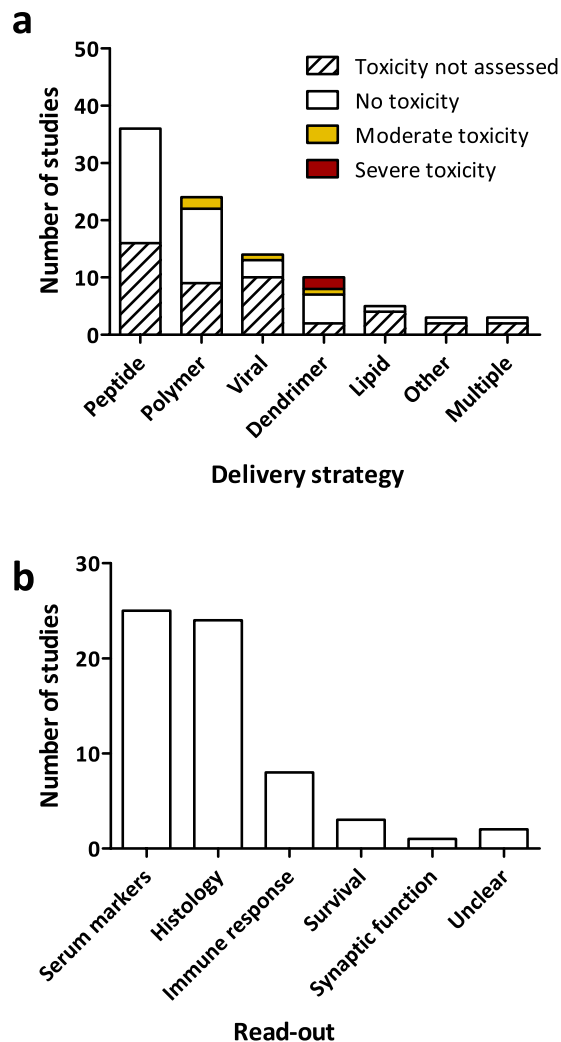 a
Number of studies
50
40
30
20
10
0
Toxicity not assessed
No toxicity
Moderate toxicity
Severe toxicity
Peptide
Polymer
Viral
Dendrimer
Lipid
Other
Multiple
Delivery strategy
b
Number of studies
30
20
10
0
Serum markers
Histology
Immune response
Survival
Synaptic function
Unclear
Read-out